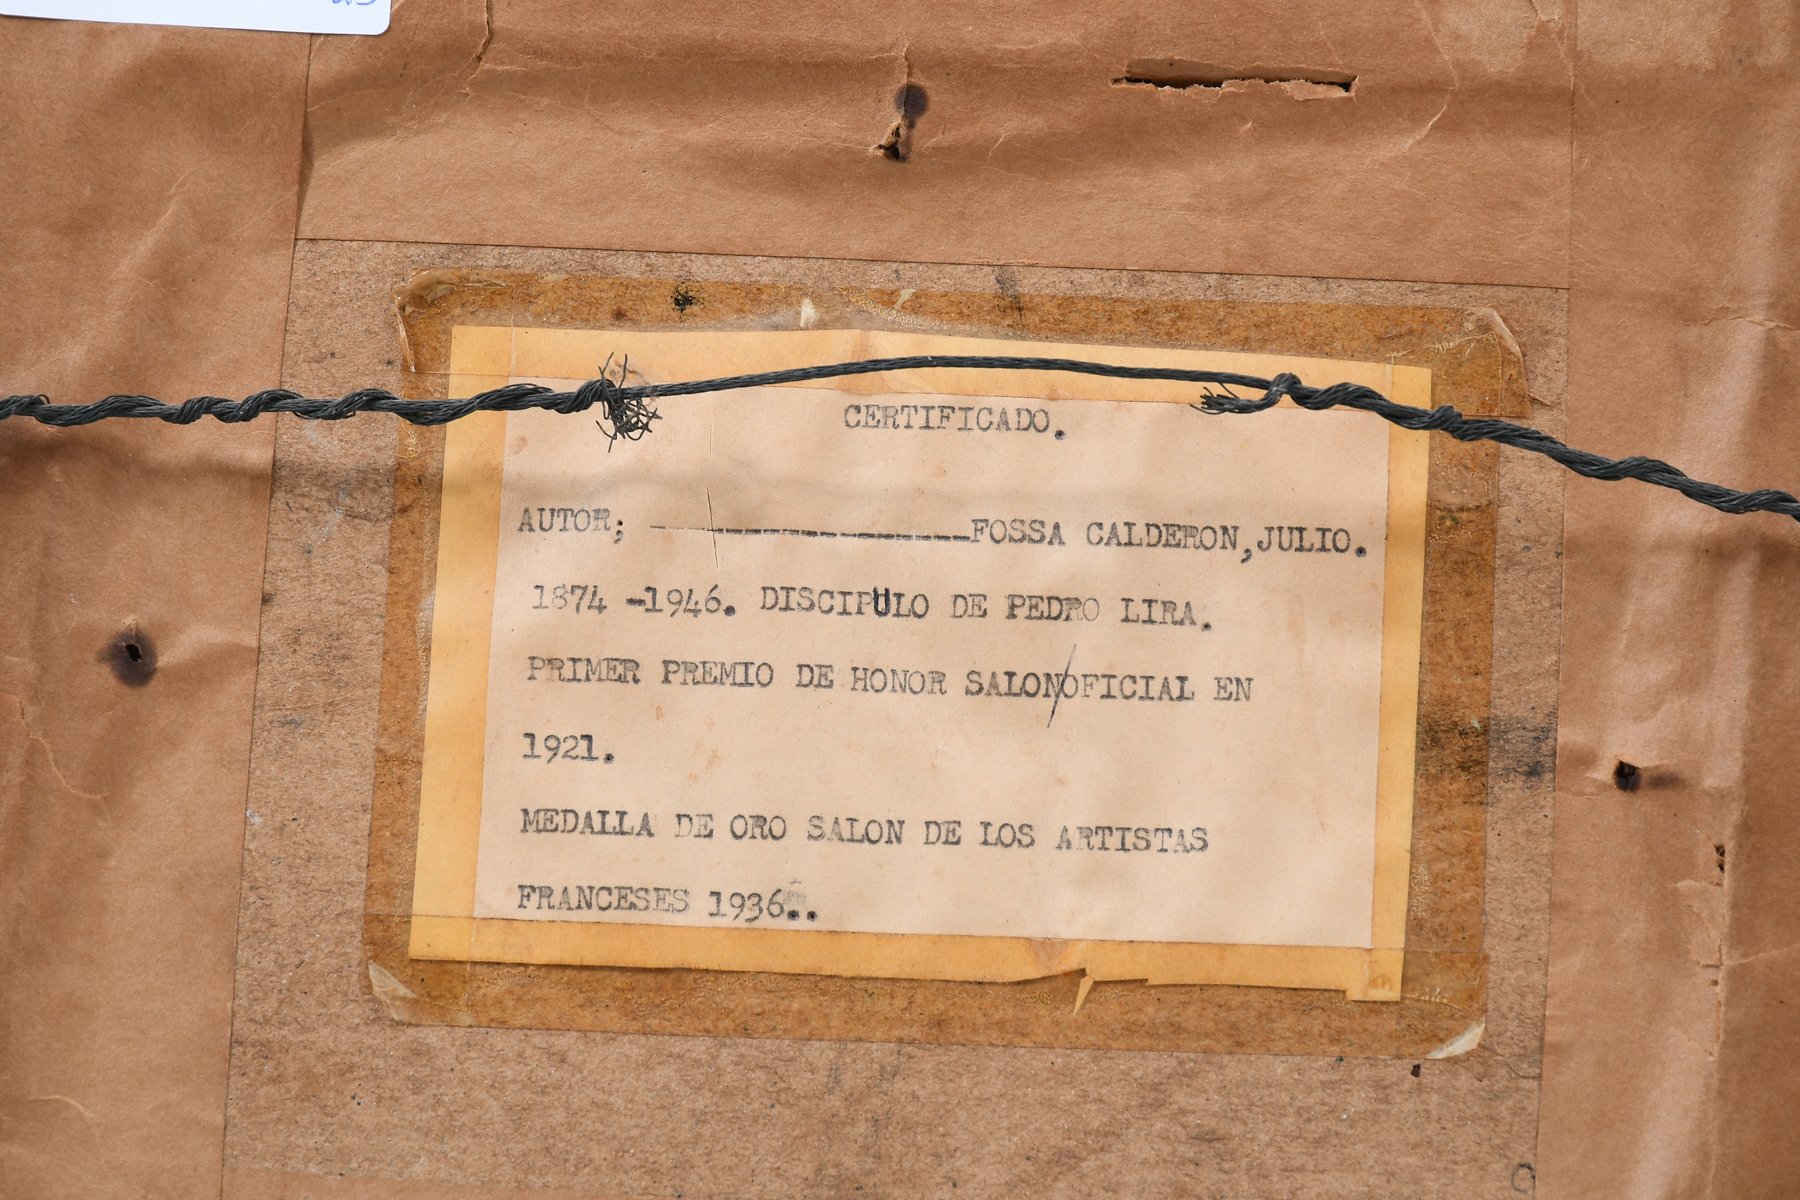 CERTIFICADO.
AUTOR; ----------------FOSSA CALDERON,JULIO.
1874 -1946. DISCIPULO DE PEDRO LIRA.
PRIMER PREMIO DE HONOR SALON/OFICIAL EN
1921.
MEDALLA DE ORO SALON DE LOS ARTISTAS
FRANCESES 1936..